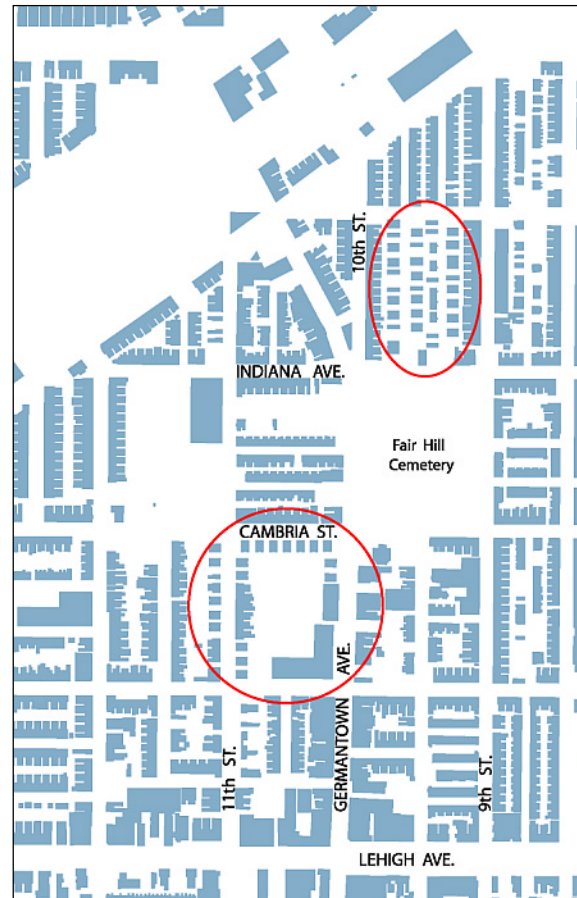 10th ST.
INDIANA AVE.
Fair Hill
Cemetery
CAMBRIA ST.
GERMANTOWN AVE.
11th ST.
9th ST.
LEHIGH AVE.